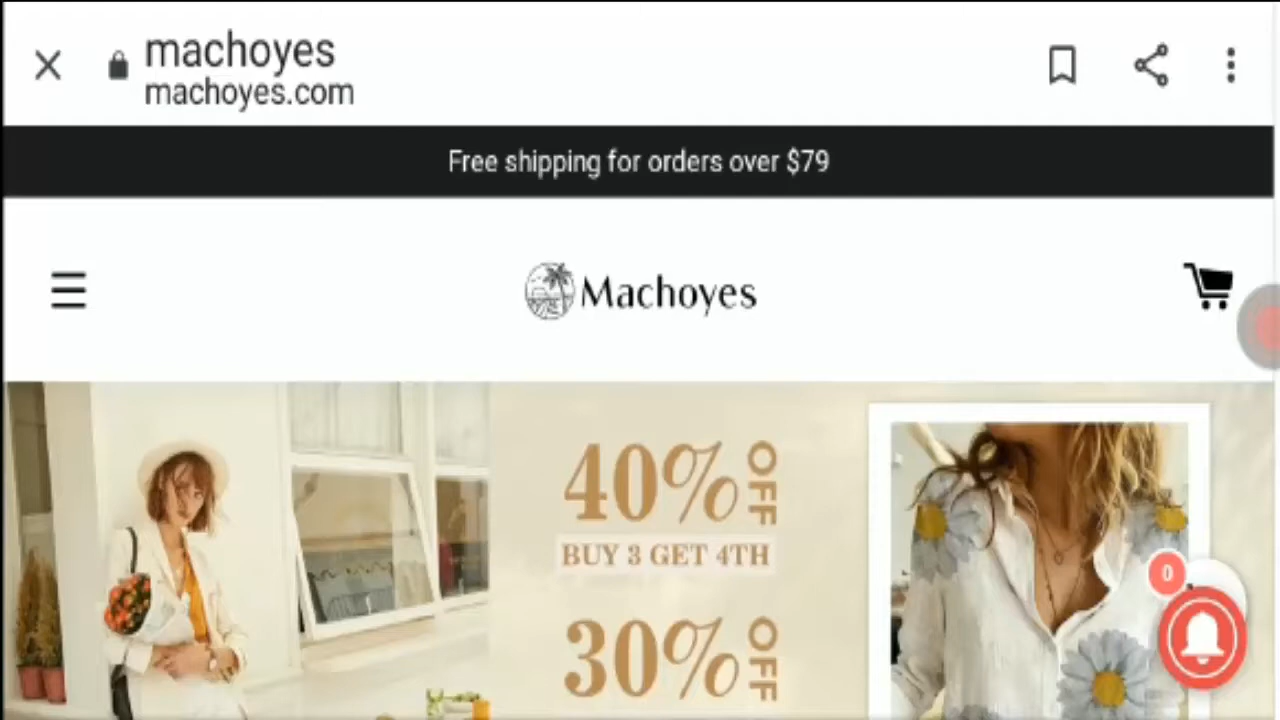 machoyes
machoyes.com
Free shipping for orders over $79
Machoyes
40% OFF
BUY 3 GET 4TH
30% OFF
0